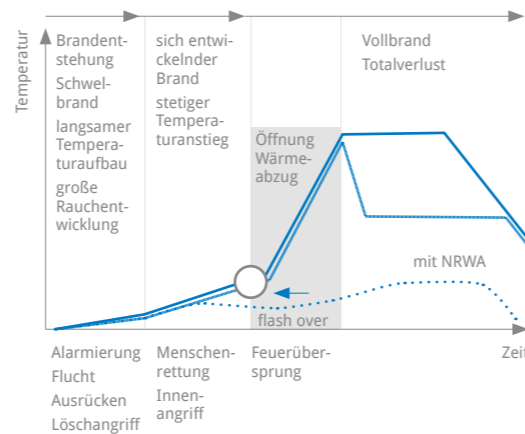 Temperatur
Brandent-
stehung
Schwel-
brand
langsamer
Tempera-
turaufbau
große
Rauchent-
wicklung
sich entwi-
ckelnder
Brand
stetiger
Tempera-
turanstieg
Öffnung
Wärme-
abzug
Vollbrand
Totalverlust
mit NRWA
flash over
Alarmierung
Flucht
Ausrücken
Löschangriff
Menschen-
rettung
Innen-
angriff
Feuerüber-
sprung
Zeit